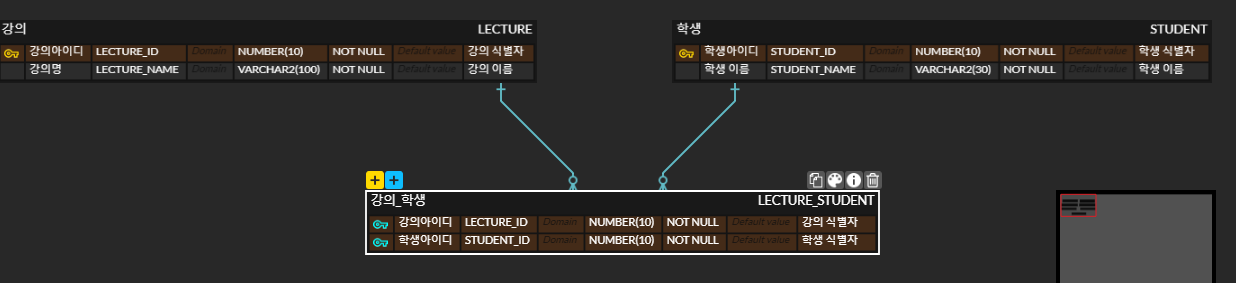 강의 LECTURE
강의아이디 LECTURE_ID Domain NUMBER(10) NOT NULL Default value 강의 식별자
강의명 LECTURE_NAME Domain VARCHAR2(100) NOT NULL Default value 강의 이름
학생 STUDENT
학생아이디 STUDENT_ID Domain NUMBER(10) NOT NULL Default value 학생 식별자
학생 이름 STUDENT_NAME Domain VARCHAR2(30) NOT NULL Default value 학생 이름
강의_학생 LECTURE_STUDENT
강의아이디 LECTURE_ID Domain NUMBER(10) NOT NULL Default value 강의 식별자
학생아이디 STUDENT_ID Domain NUMBER(10) NOT NULL Default value 학생 식별자